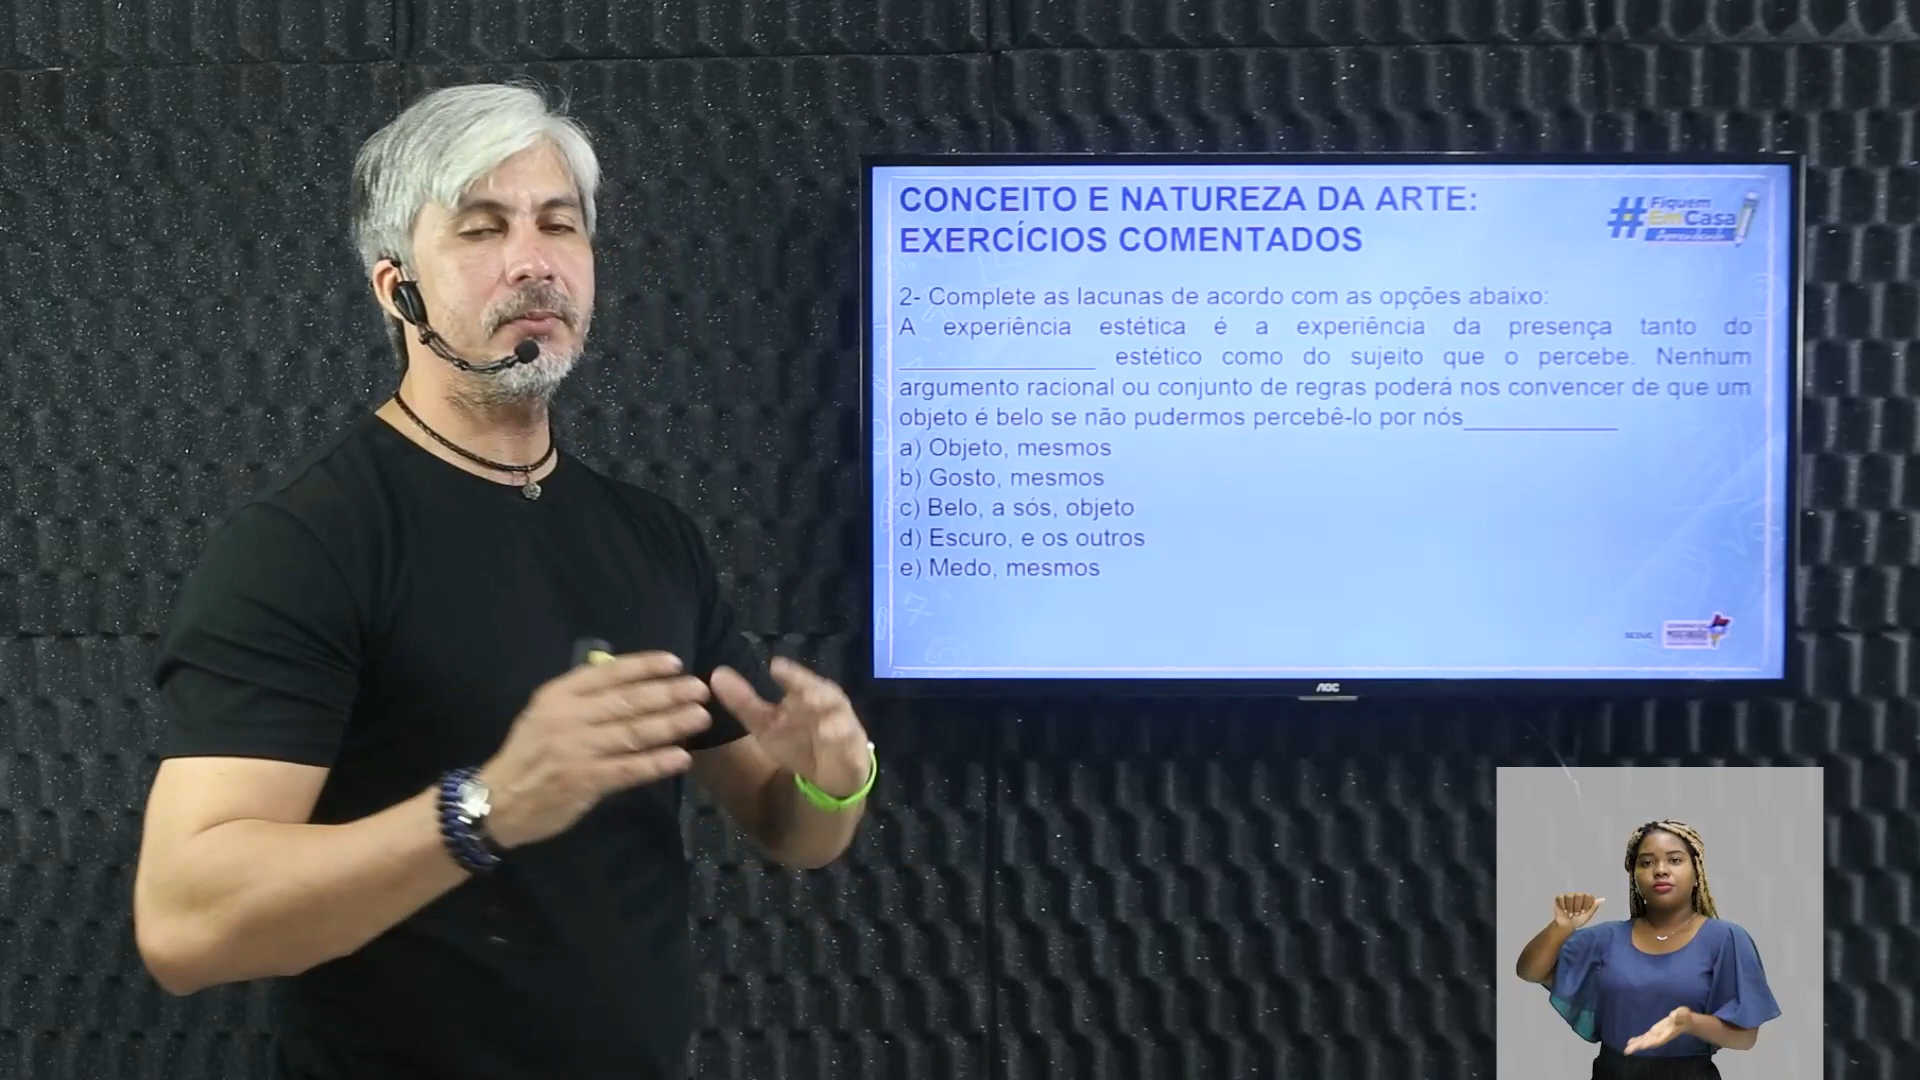 CONCEITO E NATUREZA DA ARTE:
EXERCÍCIOS COMENTADOS
#Fiquem
EmCasa
2- Complete as lacunas de acordo com as opções abaixo:
A experiência estética é a experiência da presença tanto do
______________ estético como do sujeito que o percebe. Nenhum
argumento racional ou conjunto de regras poderá nos convencer de que um
objeto é belo se não pudermos percebê-lo por nós___________
a) Objeto, mesmos
b) Gosto, mesmos
c) Belo, a sós, objeto
d) Escuro, e os outros
e) Medo, mesmos
SEDUC
AOC